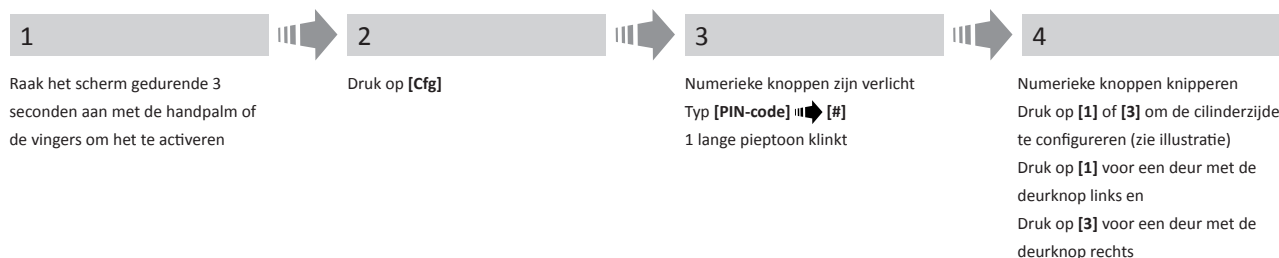 1
Raak het scherm gedurende 3
seconden aan met de handpalm of
de vingers om het te activeren
2
Druk op [Cfg]
3
Numerieke knoppen zijn verlicht
Typ [PIN-code] [#]
1 lange pieptoon klinkt
4
Numerieke knoppen knipperen
Druk op [1] of [3] om de cilinderzijde
te configureren (zie illustratie)
Druk op [1] voor een deur met de
deurknop links en
Druk op [3] voor een deur met de
deurknop rechts